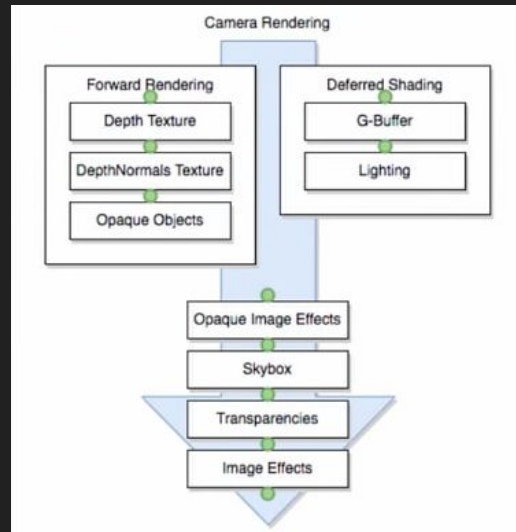 Camera Rendering
Forward Rendering
Depth Texture
DepthNormals Texture
Opaque Objects
Deferred Shading
G-Buffer
Lighting
Opaque Image Effects
Skybox
Transparencies
Image Effects